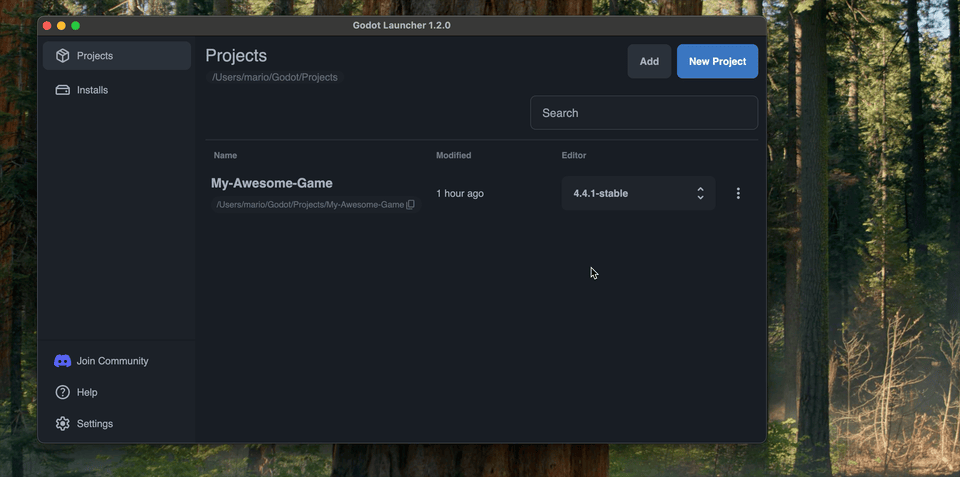 Godot Launcher 1.2.0
Projects
Installs
Join Community
Help
Settings
Projects
/Users/mario/Godot/Projects
Add
New Project
Search
Name Modified Editor
My-Awesome-Game
/Users/mario/Godot/Projects/My-Awesome-Game
1 hour ago
4.4.1-stable